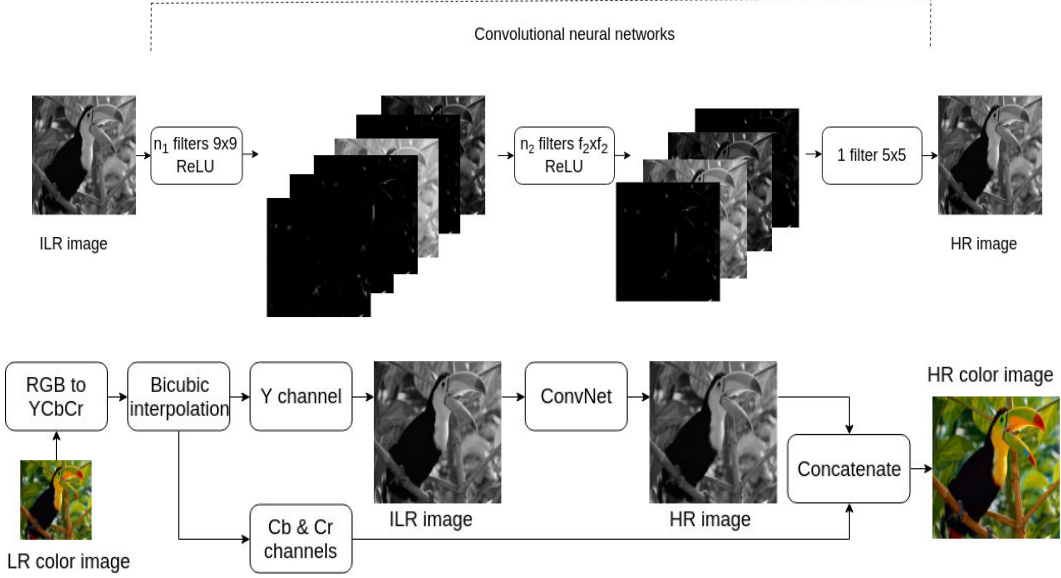 Convolutional neural networks
n1 filters 9x9
ReLU
n2 filters f2xf2
ReLU
1 filter 5x5
ILR image
HR image
RGB to
YCbCr
Bicubic
interpolation
Y channel
ConvNet
HR color image
Concatenate
ILR image
HR image
Cb & Cr
channels
LR color image